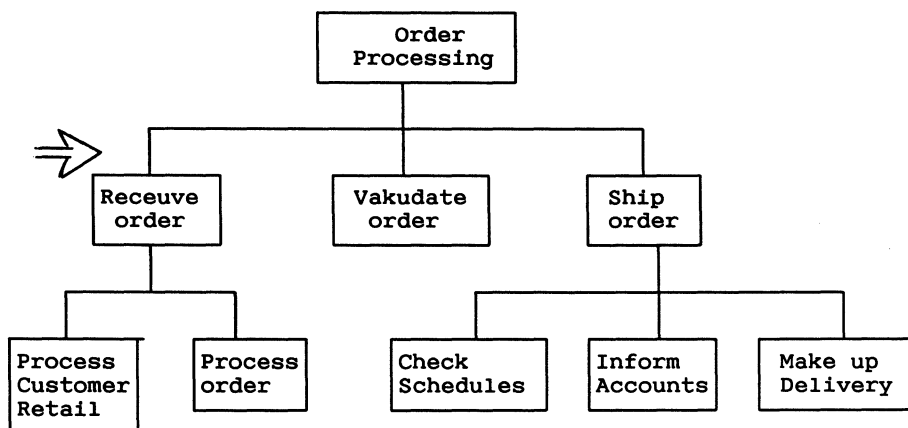 Order
Processing
Receuve
order
Vakudate
order
Ship
order
Process
Customer
Retail
Process
order
Check
Schedules
Inform
Accounts
Make up
Delivery